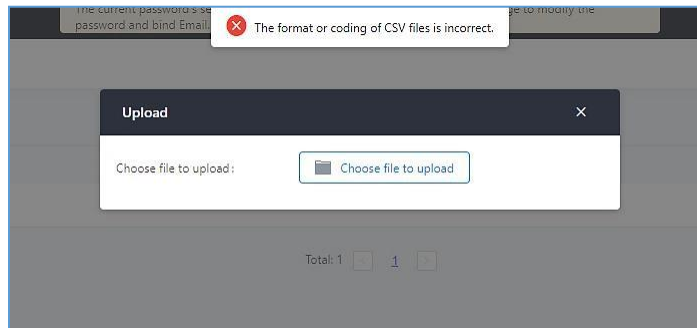 The current password's se
ge to modify the
password and bind Email.
The format or coding of CSV files is incorrect.
Upload
Choose file to upload:
Choose file to upload
Total: 1
1